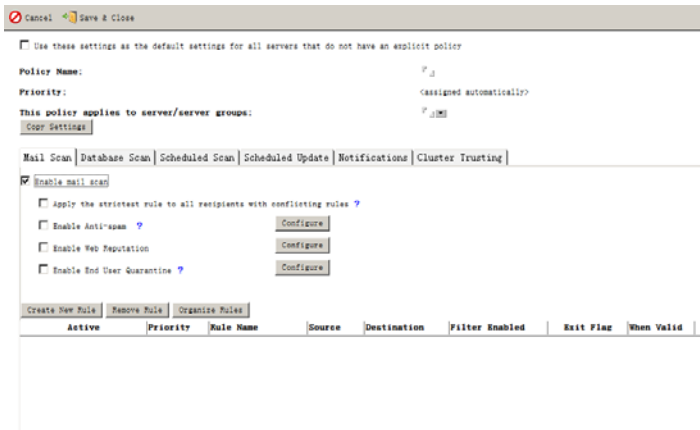 Cancel Save & Close
Use these settings as the default settings for all servers that do not have an explicit policy
Policy Name:
Priority: <assigned automatically>
This policy applies to server/server groups:
Copy Settings
Mail Scan Database Scan Scheduled Scan Scheduled Update Notifications Cluster Trusting
Enable mail scan
Apply the strictest rule to all recipients with conflicting rules ?
Enable Anti-spam ? Configure
Enable Web Reputation Configure
Enable End User Quarantine ? Configure
Create New Rule Remove Rule Organize Rules
Active Priority Rule Name Source Destination Filter Enabled Exit Flag When Valid